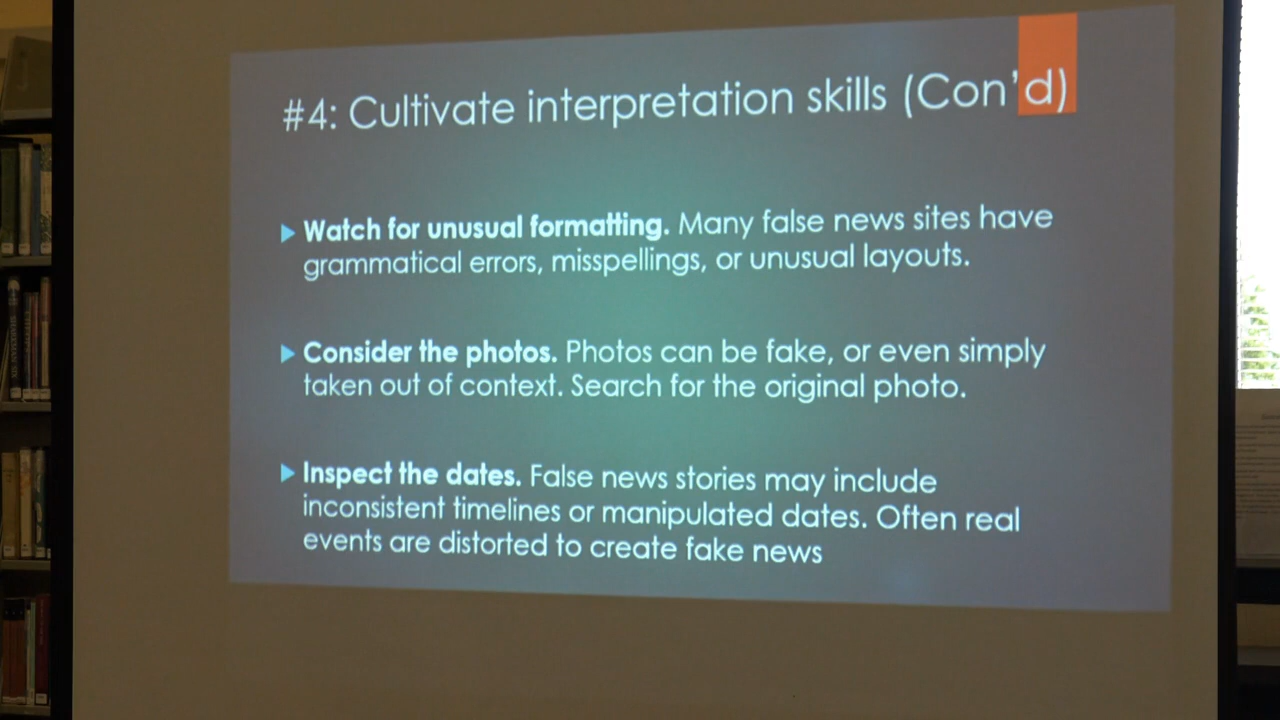 #4: Cultivate interpretation skills (Con'd)
Watch for unusual formatting. Many false news sites have
grammatical errors, misspellings, or unusual layouts.
Consider the photos. Photos can be fake, or even simply
taken out of context. Search for the original photo.
Inspect the dates. False news stories may include
inconsistent timelines or manipulated dates. Often real
events are distorted to create fake news